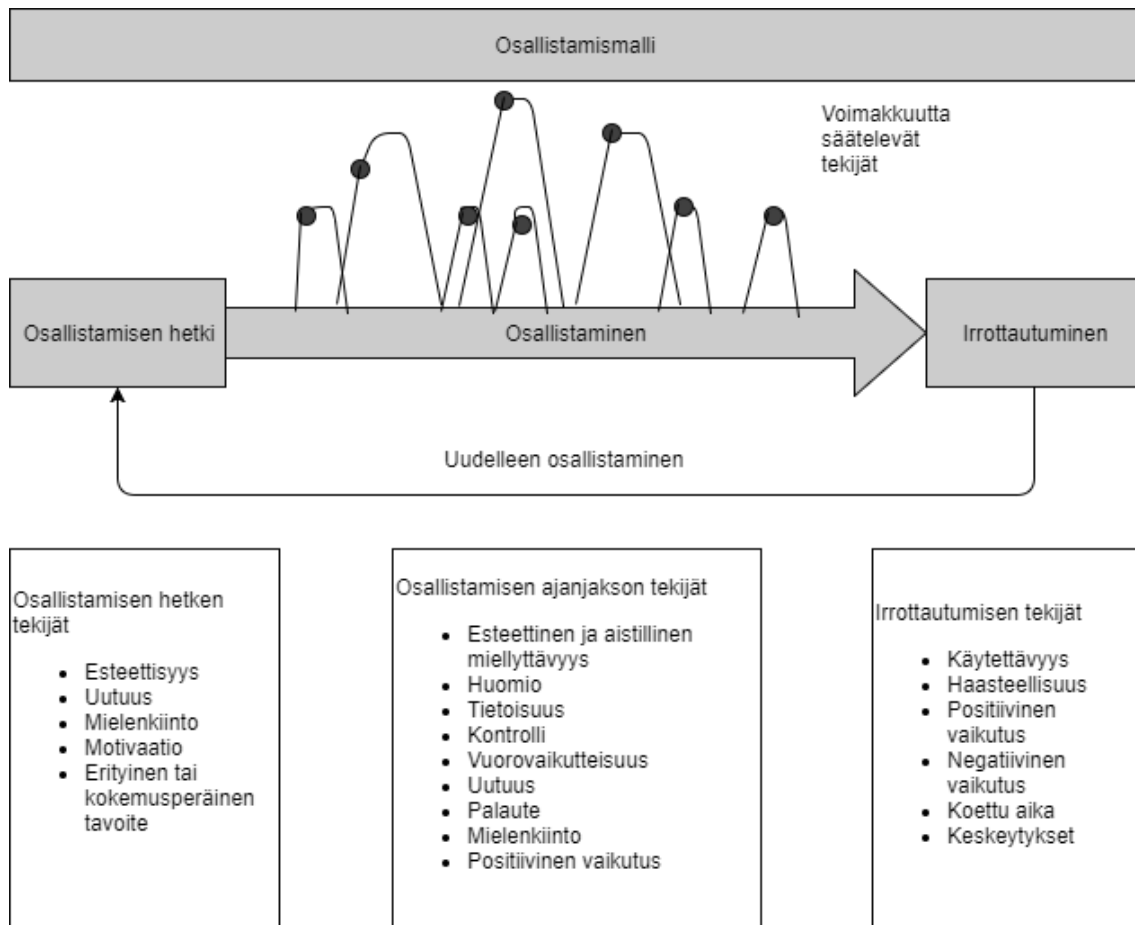 Osallistamismalli
Voimakkuutta
säätelevät
tekijät
Osallistamisen hetki
Osallistaminen
Irrottautuminen
Uudelleen osallistaminen
Osallistamisen hetken
tekijät
• Esteettisyys
• Uutuus
• Mielenkiinto
• Motivaatio
• Erityinen tai
kokemusperäinen
tavoite
Osallistamisen ajanjakson tekijät
• Esteettinen ja aistillinen
miellyttävyys
• Huomio
• Tietoisuus
• Kontrolli
• Vuorovaikutteisuus
• Uutuus
• Palaute
• Mielenkiinto
• Positiivinen vaikutus
Irrottautumisen tekijät
• Käytettävyys
• Haasteellisuus
• Positiivinen
vaikutus
• Negatiivinen
vaikutus
• Koettu aika
• Keskeytykset